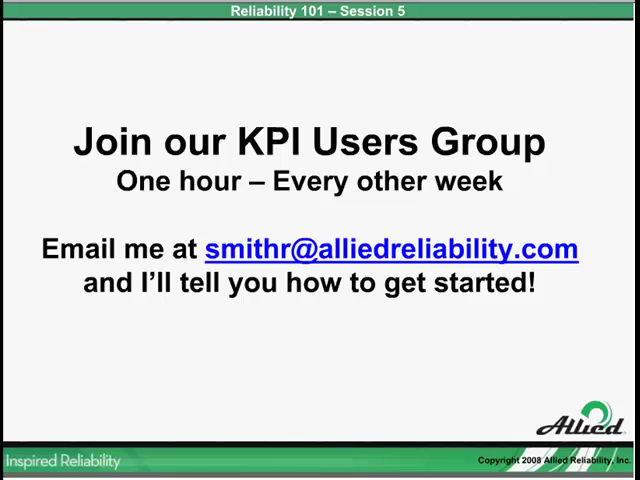 Reliability 101 – Session 5
Join our KPI Users Group
One hour – Every other week
Email me at smithr@alliedreliability.com
and I’ll tell you how to get started!
Allied
Inspired Reliability
Copyright 2008 Allied Reliability, Inc.